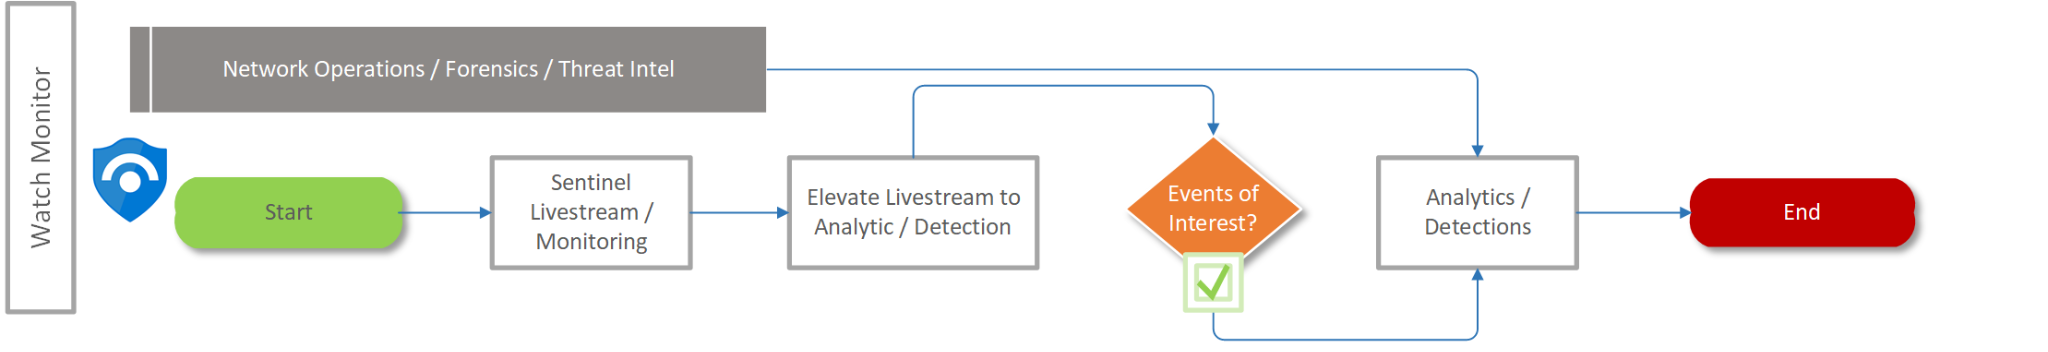 Watch Monitor
Network Operations / Forensics / Threat Intel
Start
Sentinel
Livestream /
Monitoring
Elevate Livestream to
Analytic / Detection
Events of
Interest?
Analytics /
Detections
End